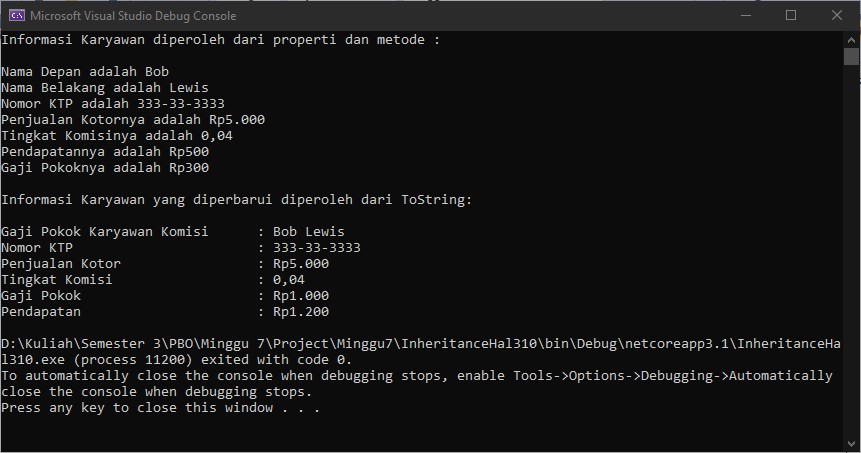 Microsoft Visual Studio Debug Console
Informasi Karyawan diperoleh dari properti dan metode :
Nama Depan adalah Bob
Nama Belakang adalah Lewis
Nomor KTP adalah 333-33-3333
Penjualan Kotornya adalah Rp5.000
Tingkat Komisinya adalah 0,04
Pendapatannya adalah Rp500
Gaji Pokoknya adalah Rp300
Informasi Karyawan yang diperbarui diperoleh dari ToString:
Gaji Pokok Karyawan Komisi : Bob Lewis
Nomor KTP : 333-33-3333
Penjualan Kotor : Rp5.000
Tingkat Komisi : 0,04
Gaji Pokok : Rp1.000
Pendapatan : Rp1.200
D:\Kuliah\Semester 3\PBO\Minggu 7\Project\Minggu7\InheritanceHal310\bin\Debug\netcoreapp3.1\InheritanceHa
l310.exe (process 11200) exited with code 0.
To automatically close the console when debugging stops, enable Tools->Options->Debugging->Automatically
close the console when debugging stops.
Press any key to close this window . . .